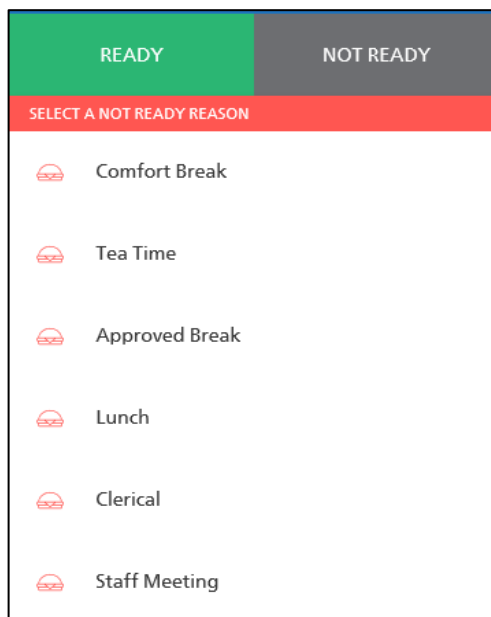 READY NOT READY
SELECT A NOT READY REASON
Comfort Break
Tea Time
Approved Break
Lunch
Clerical
Staff Meeting